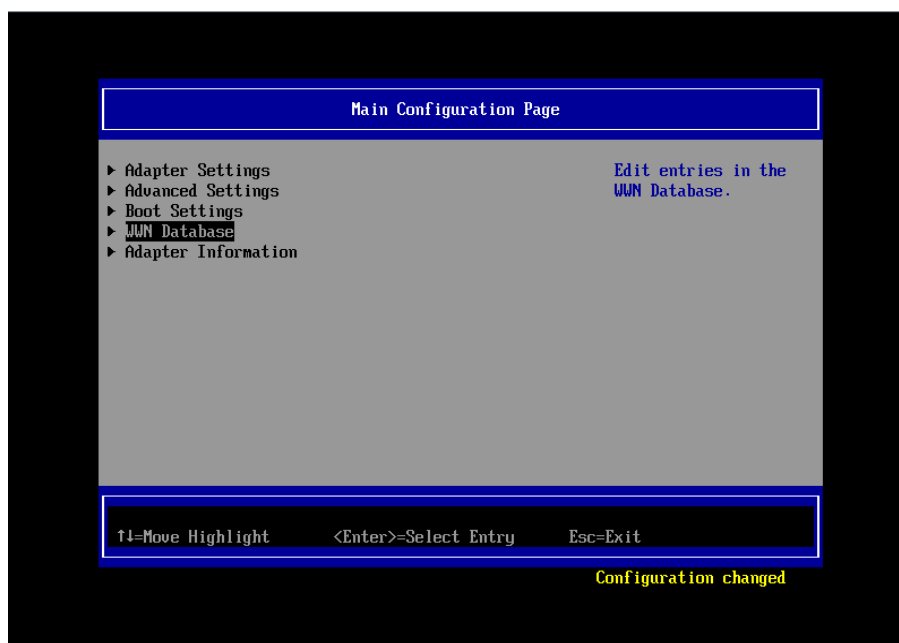 Main Configuration Page
▶ Adapter Settings
▶ Advanced Settings
▶ Boot Settings
▶ WWN Database
▶ Adapter Information
Edit entries in the
WWN Database.
↑↓=Move Highlight <Enter>=Select Entry Esc=Exit
Configuration changed